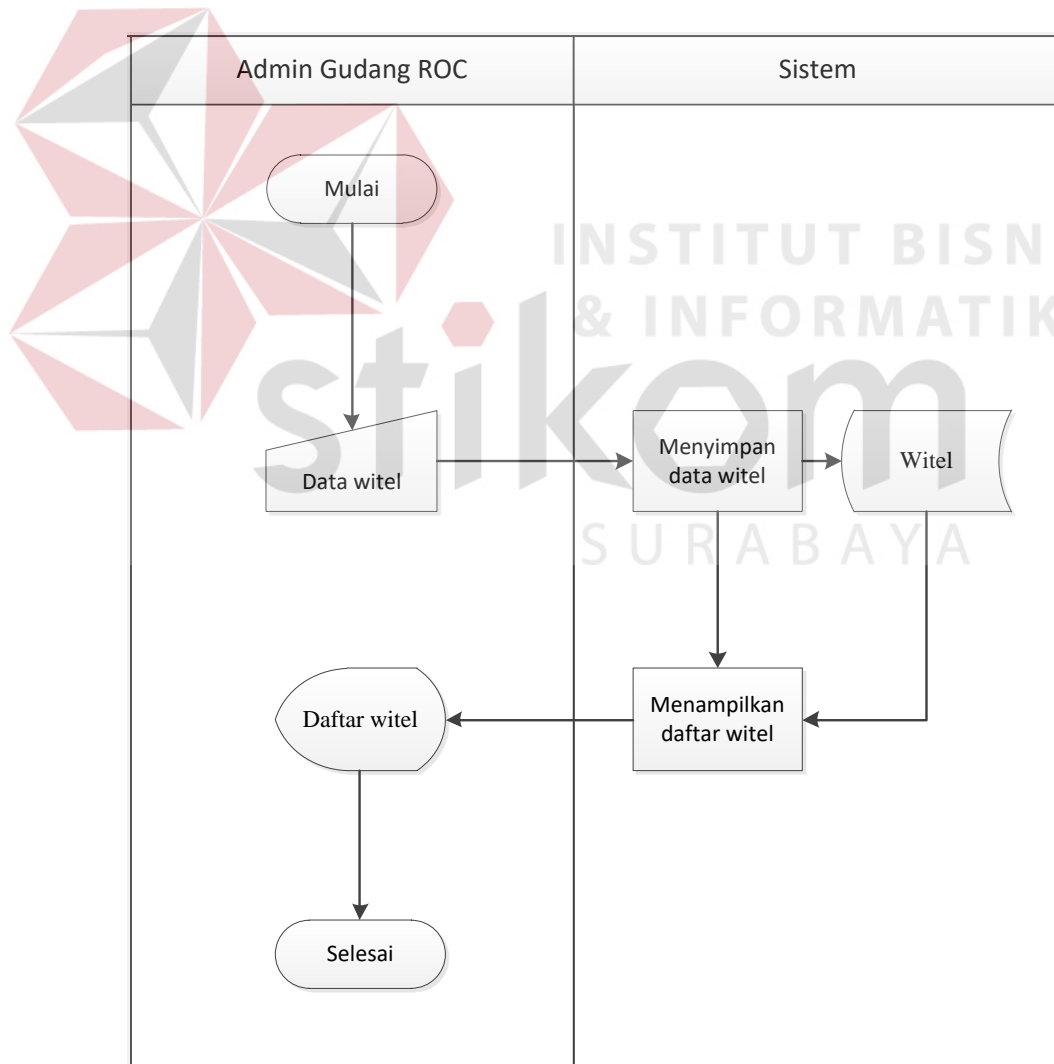 Admin Gudang ROC
Sistem
Mulai
INSTITUT BISN
& INFORMATIK
stikom
SURABAYA
Data witel
Menyimpan
data witel
Witel
Daftar witel
Menampilkan
daftar witel
Selesai